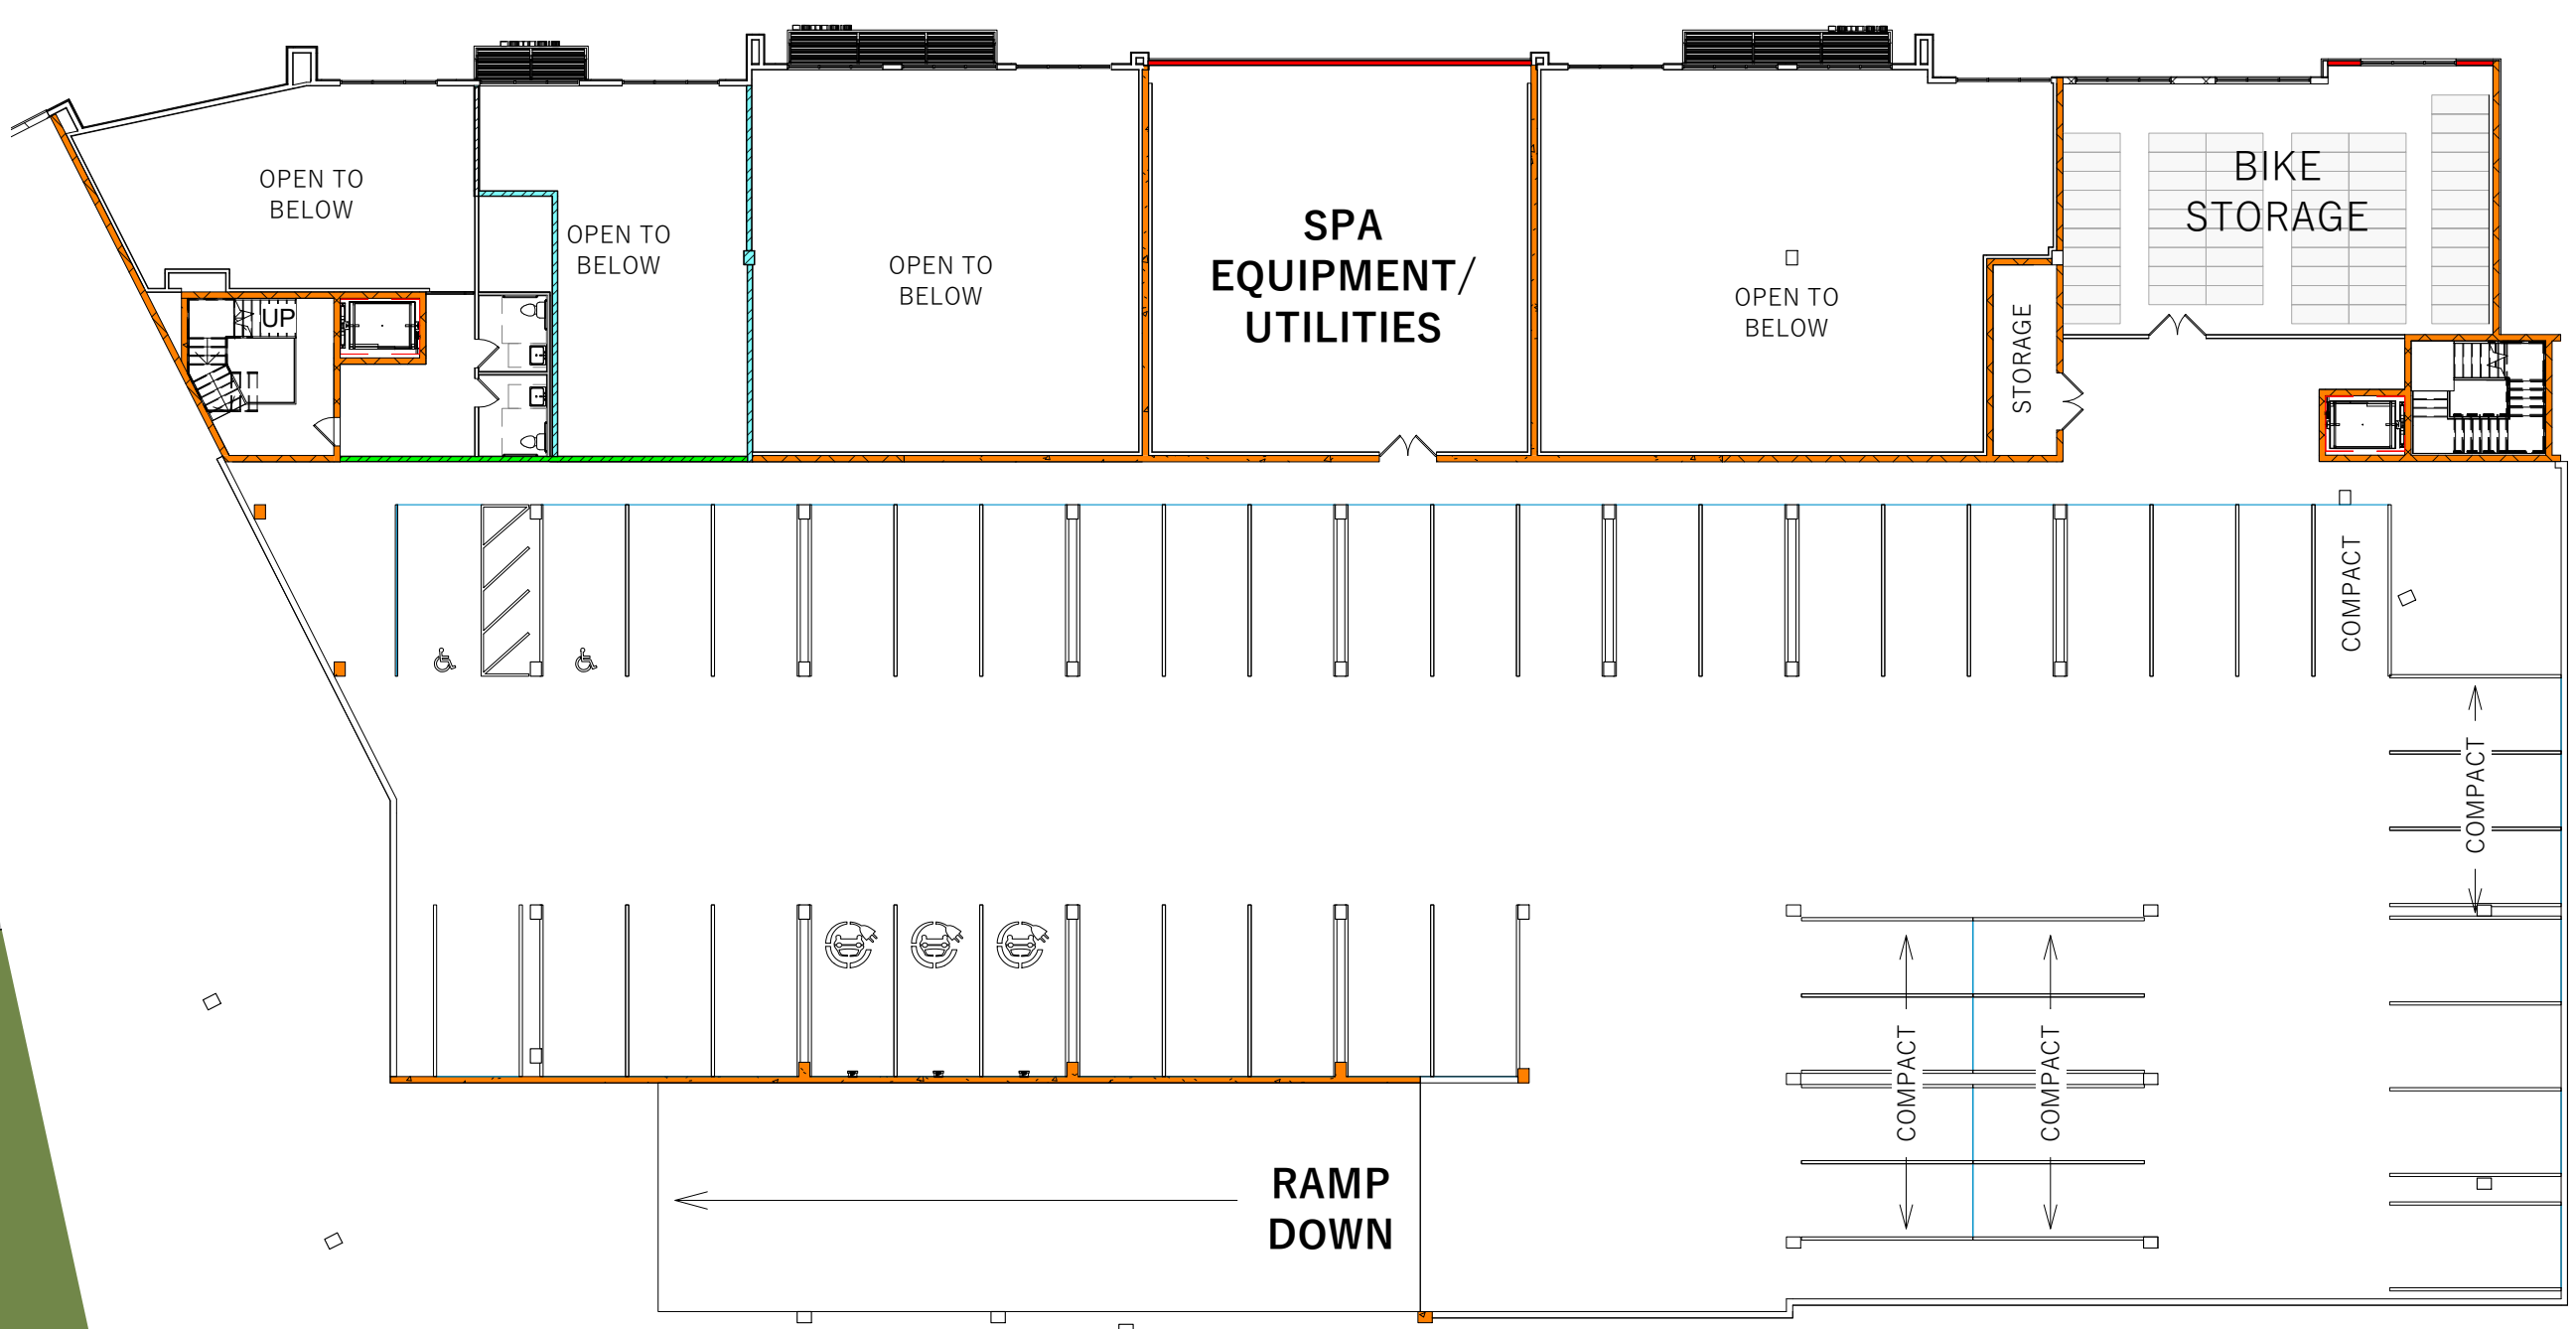 OPEN TO
BELOW
OPEN TO
BELOW
OPEN TO
BELOW
SPA
EQUIPMENT/
UTILITIES
OPEN TO
BELOW
BIKE
STORAGE
UP
STORAGE
COMPACT
COMPACT
COMPACT
COMPACT
RAMP
DOWN